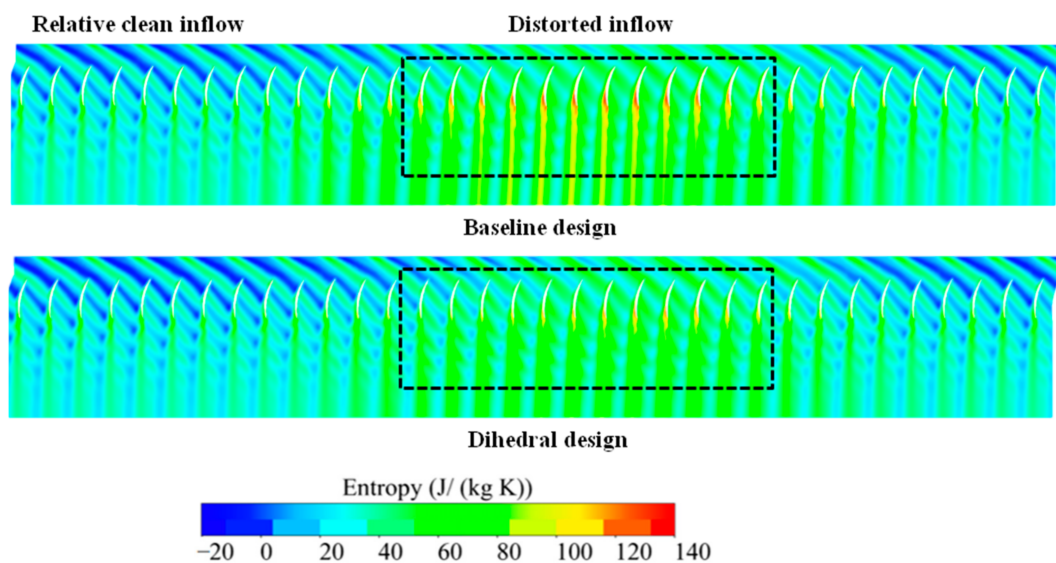 Relative clean inflow Distorted inflow
Baseline design
Dihedral design
Entropy (J/ (kg K))
−20 0 20 40 60 80 100 120 140